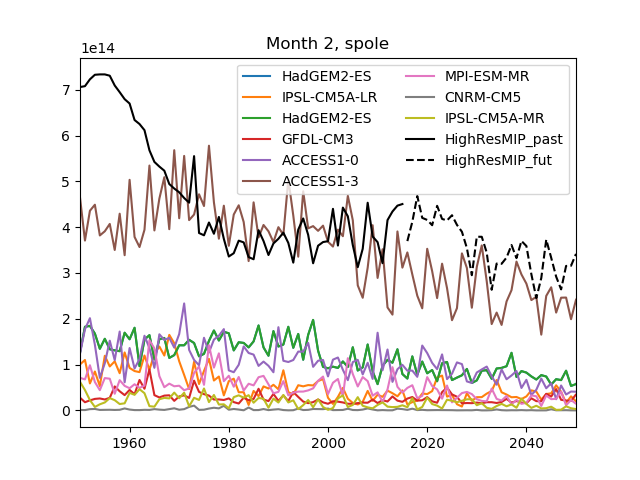 Month 2, spole
1e14
7
6
5
4
3
2
1
0
1960 1980 2000 2020 2040
HadGEM2-ES
IPSL-CM5A-LR
HadGEM2-ES
GFDL-CM3
ACCESS1-0
ACCESS1-3
MPI-ESM-MR
CNRM-CM5
IPSL-CM5A-MR
HighResMIP_past
HighResMIP_fut